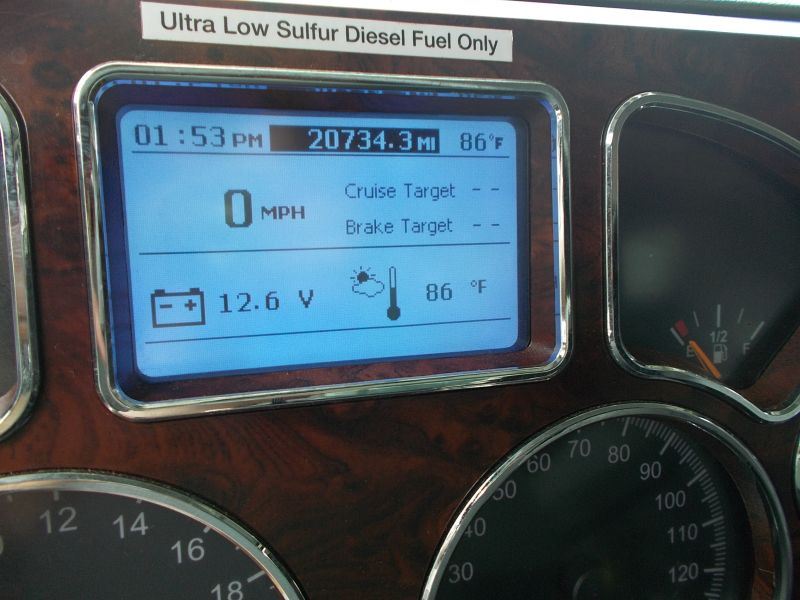 Ultra Low Sulfur Diesel Fuel Only
01:53 PM 20734.3 MI 86°F
0 MPH
Cruise Target - -
Brake Target - -
- +
12.6 V
86 °F
E 1/2 F
12 14 16 18
30 40 50 60 70 80 90 100 110 120